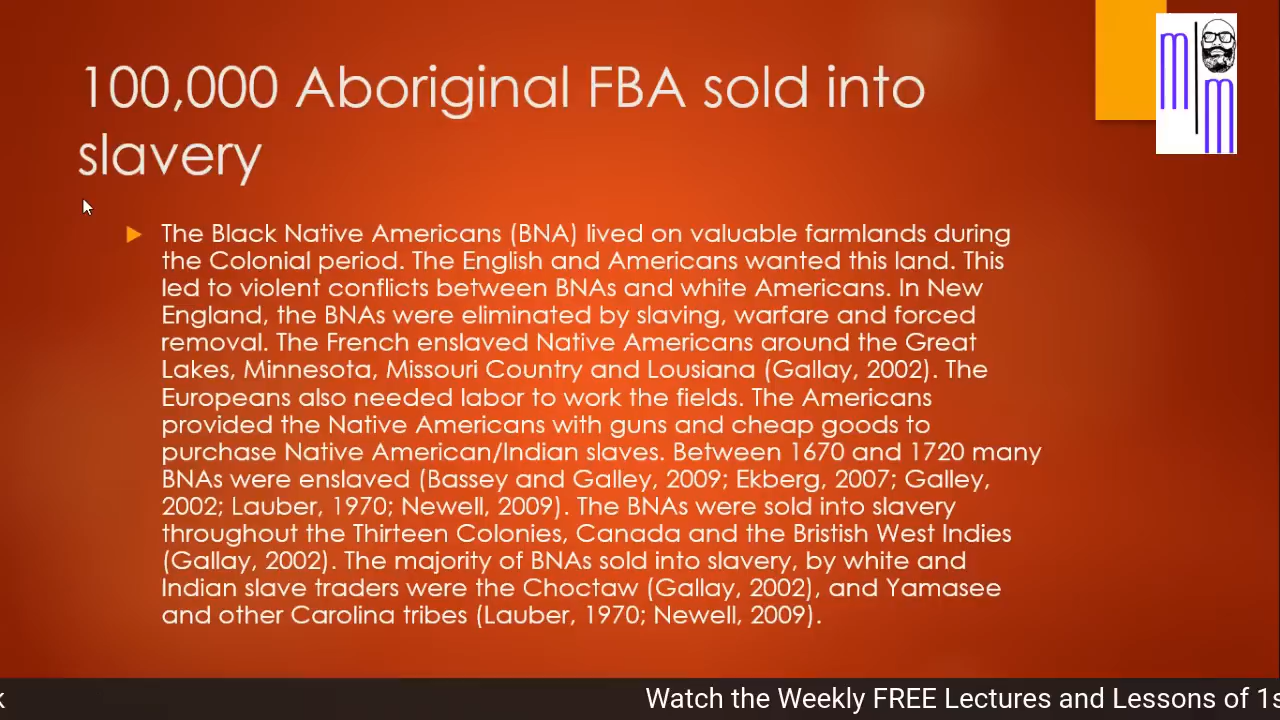 100,000 Aboriginal FBA sold into
slavery
m
m
The Black Native Americans (BNA) lived on valuable farmlands during
the Colonial period. The English and Americans wanted this land. This
led to violent conflicts between BNAs and white Americans. In New
England, the BNAs were eliminated by slaving, warfare and forced
removal. The French enslaved Native Americans around the Great
Lakes, Minnesota, Missouri Country and Lousiana (Gallay, 2002). The
Europeans also needed labor to work the fields. The Americans
provided the Native Americans with guns and cheap goods to
purchase Native American/Indian slaves. Between 1670 and 1720 many
BNAs were enslaved (Bassey and Galley, 2009; Ekberg, 2007; Galley,
2002; Lauber, 1970; Newell, 2009). The BNAs were sold into slavery
throughout the Thirteen Colonies, Canada and the Bristish West Indies
(Gallay, 2002). The majority of BNAs sold into slavery, by white and
Indian slave traders were the Choctaw (Gallay, 2002), and Yamasee
and other Carolina tribes (Lauber, 1970; Newell, 2009).
Watch the Weekly FREE Lectures and Lessons of 1s